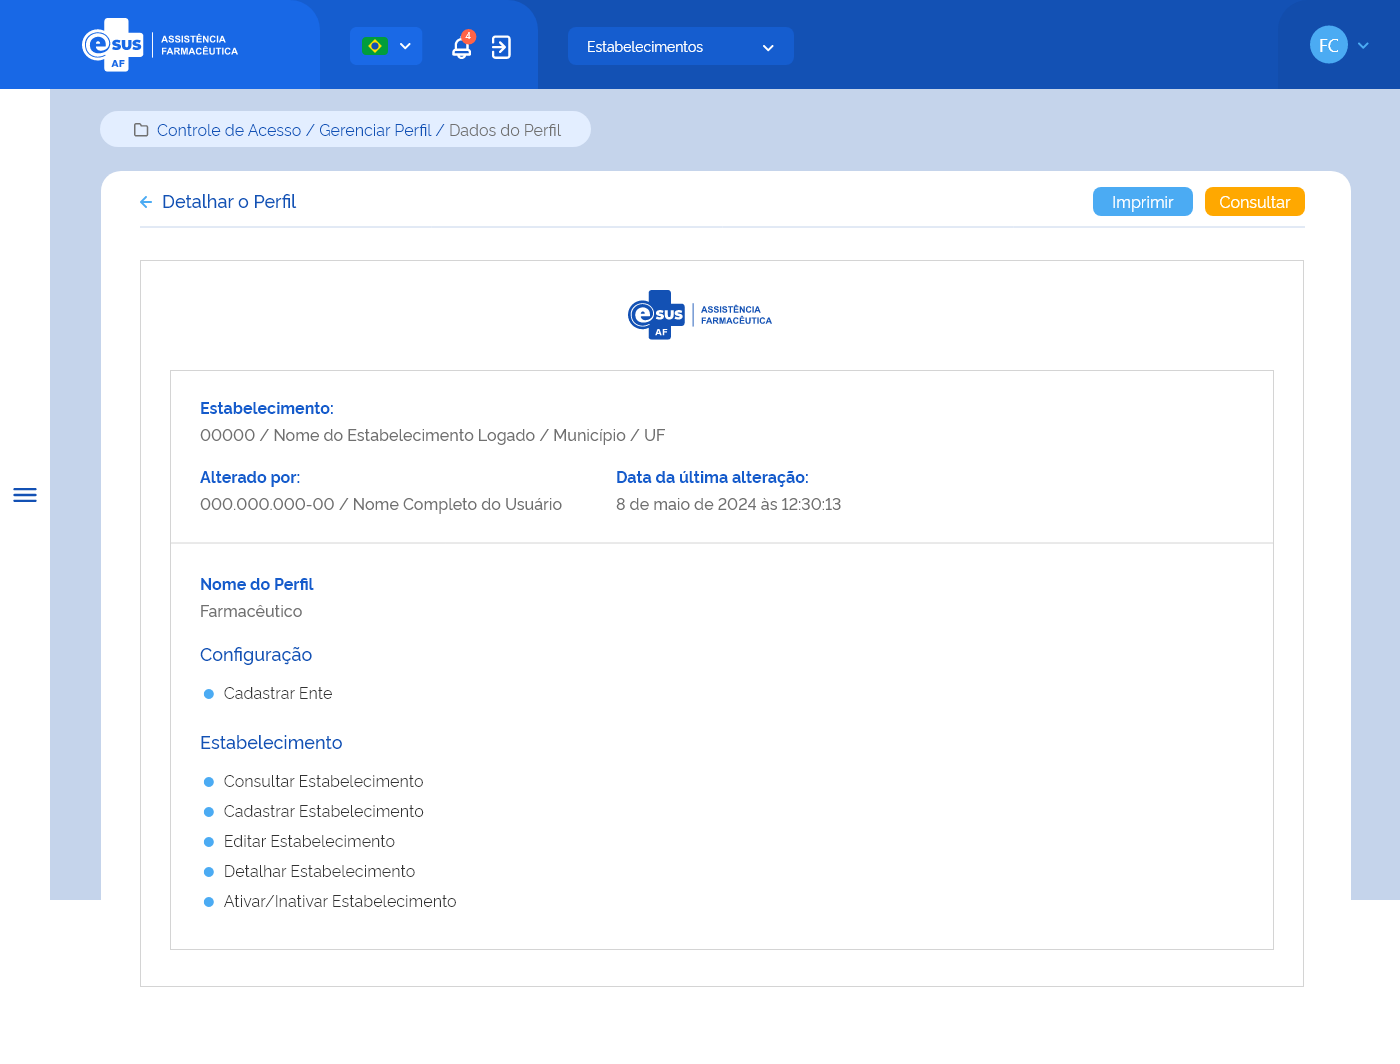 esus
AF
ASSISTÊNCIA
FARMACÊUTICA
4
Estabelecimentos
FC
Controle de Acesso / Gerenciar Perfil / Dados do Perfil
Detalhar o Perfil
Imprimir
Consultar
esus
AF
ASSISTÊNCIA
FARMACÊUTICA
Estabelecimento:
00000 / Nome do Estabelecimento Logado / Município / UF
Alterado por:
Data da última alteração:
000.000.000-00 / Nome Completo do Usuário
8 de maio de 2024 às 12:30:13
Nome do Perfil
Farmacêutico
Configuração
Cadastrar Ente
Estabelecimento
Consultar Estabelecimento
Cadastrar Estabelecimento
Editar Estabelecimento
Detalhar Estabelecimento
Ativar/Inativar Estabelecimento